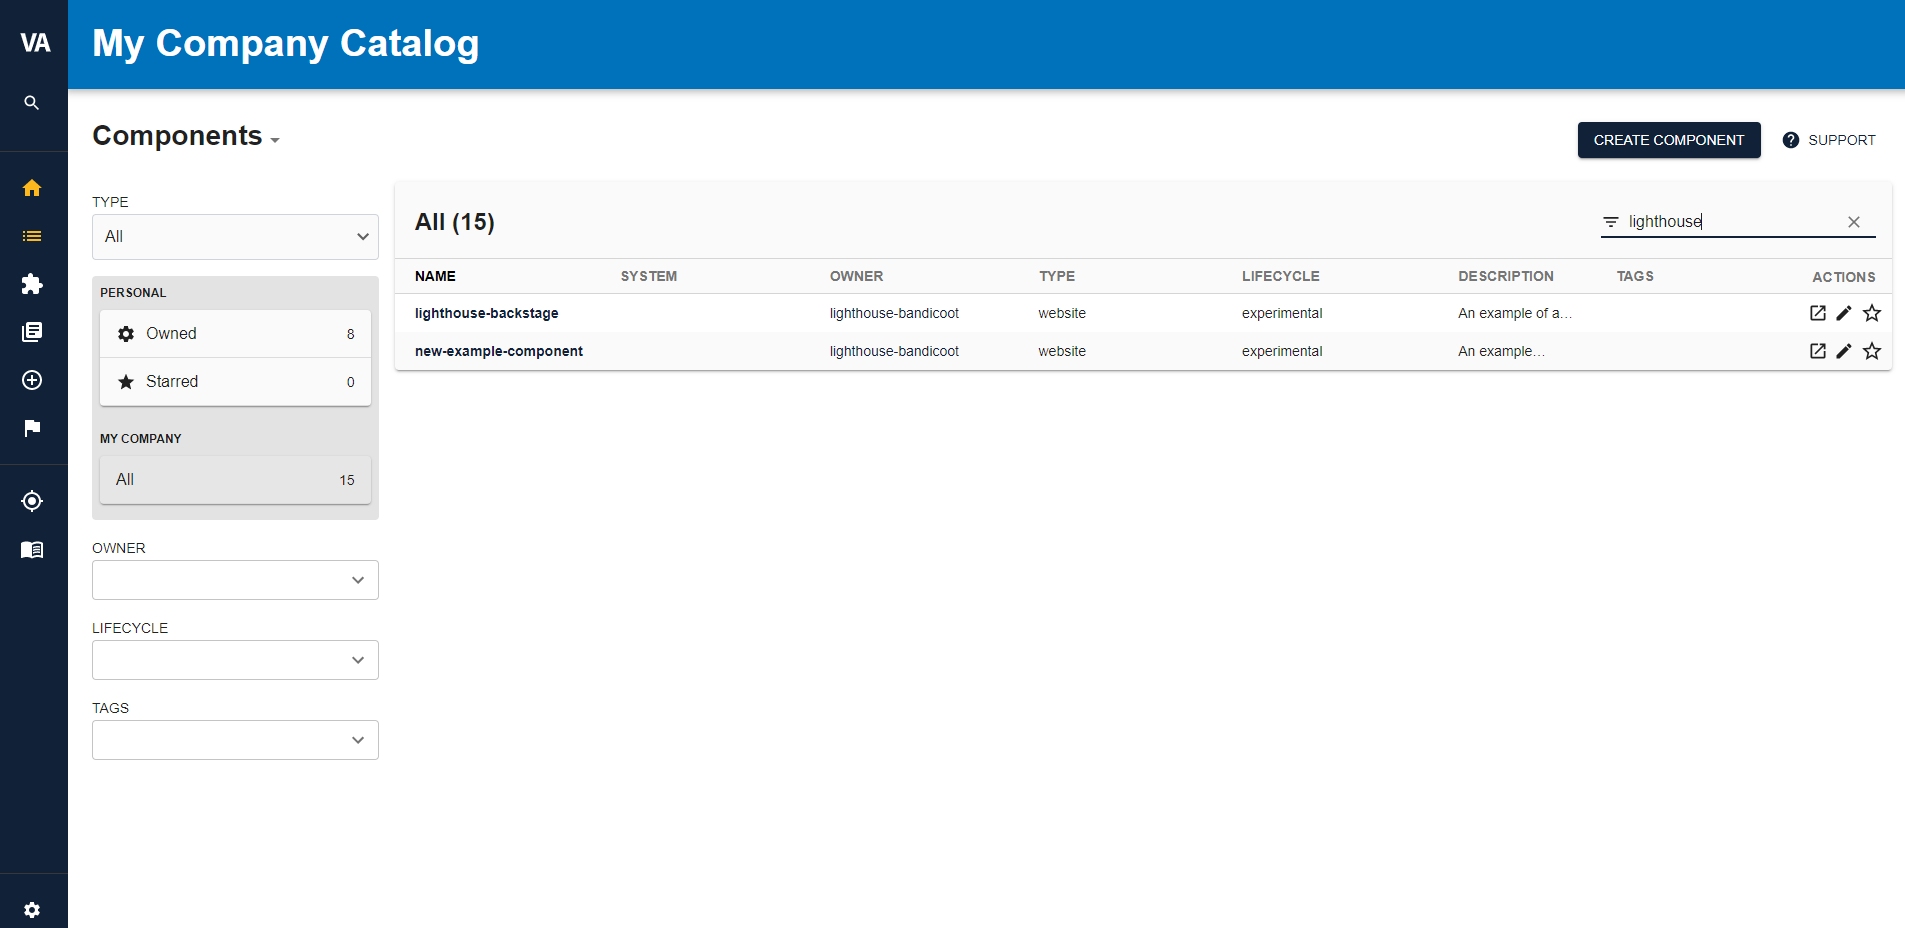 VA
My Company Catalog
Components
CREATE COMPONENT
SUPPORT
TYPE
All
PERSONAL
Owned 8
Starred 0
MY COMPANY
All 15
OWNER
LIFECYCLE
TAGS
All (15)
lighthouse
NAME SYSTEM OWNER TYPE LIFECYCLE DESCRIPTION TAGS ACTIONS
lighthouse-backstage lighthouse-bandicoot website experimental An example of a…
new-example-component lighthouse-bandicoot website experimental An example…